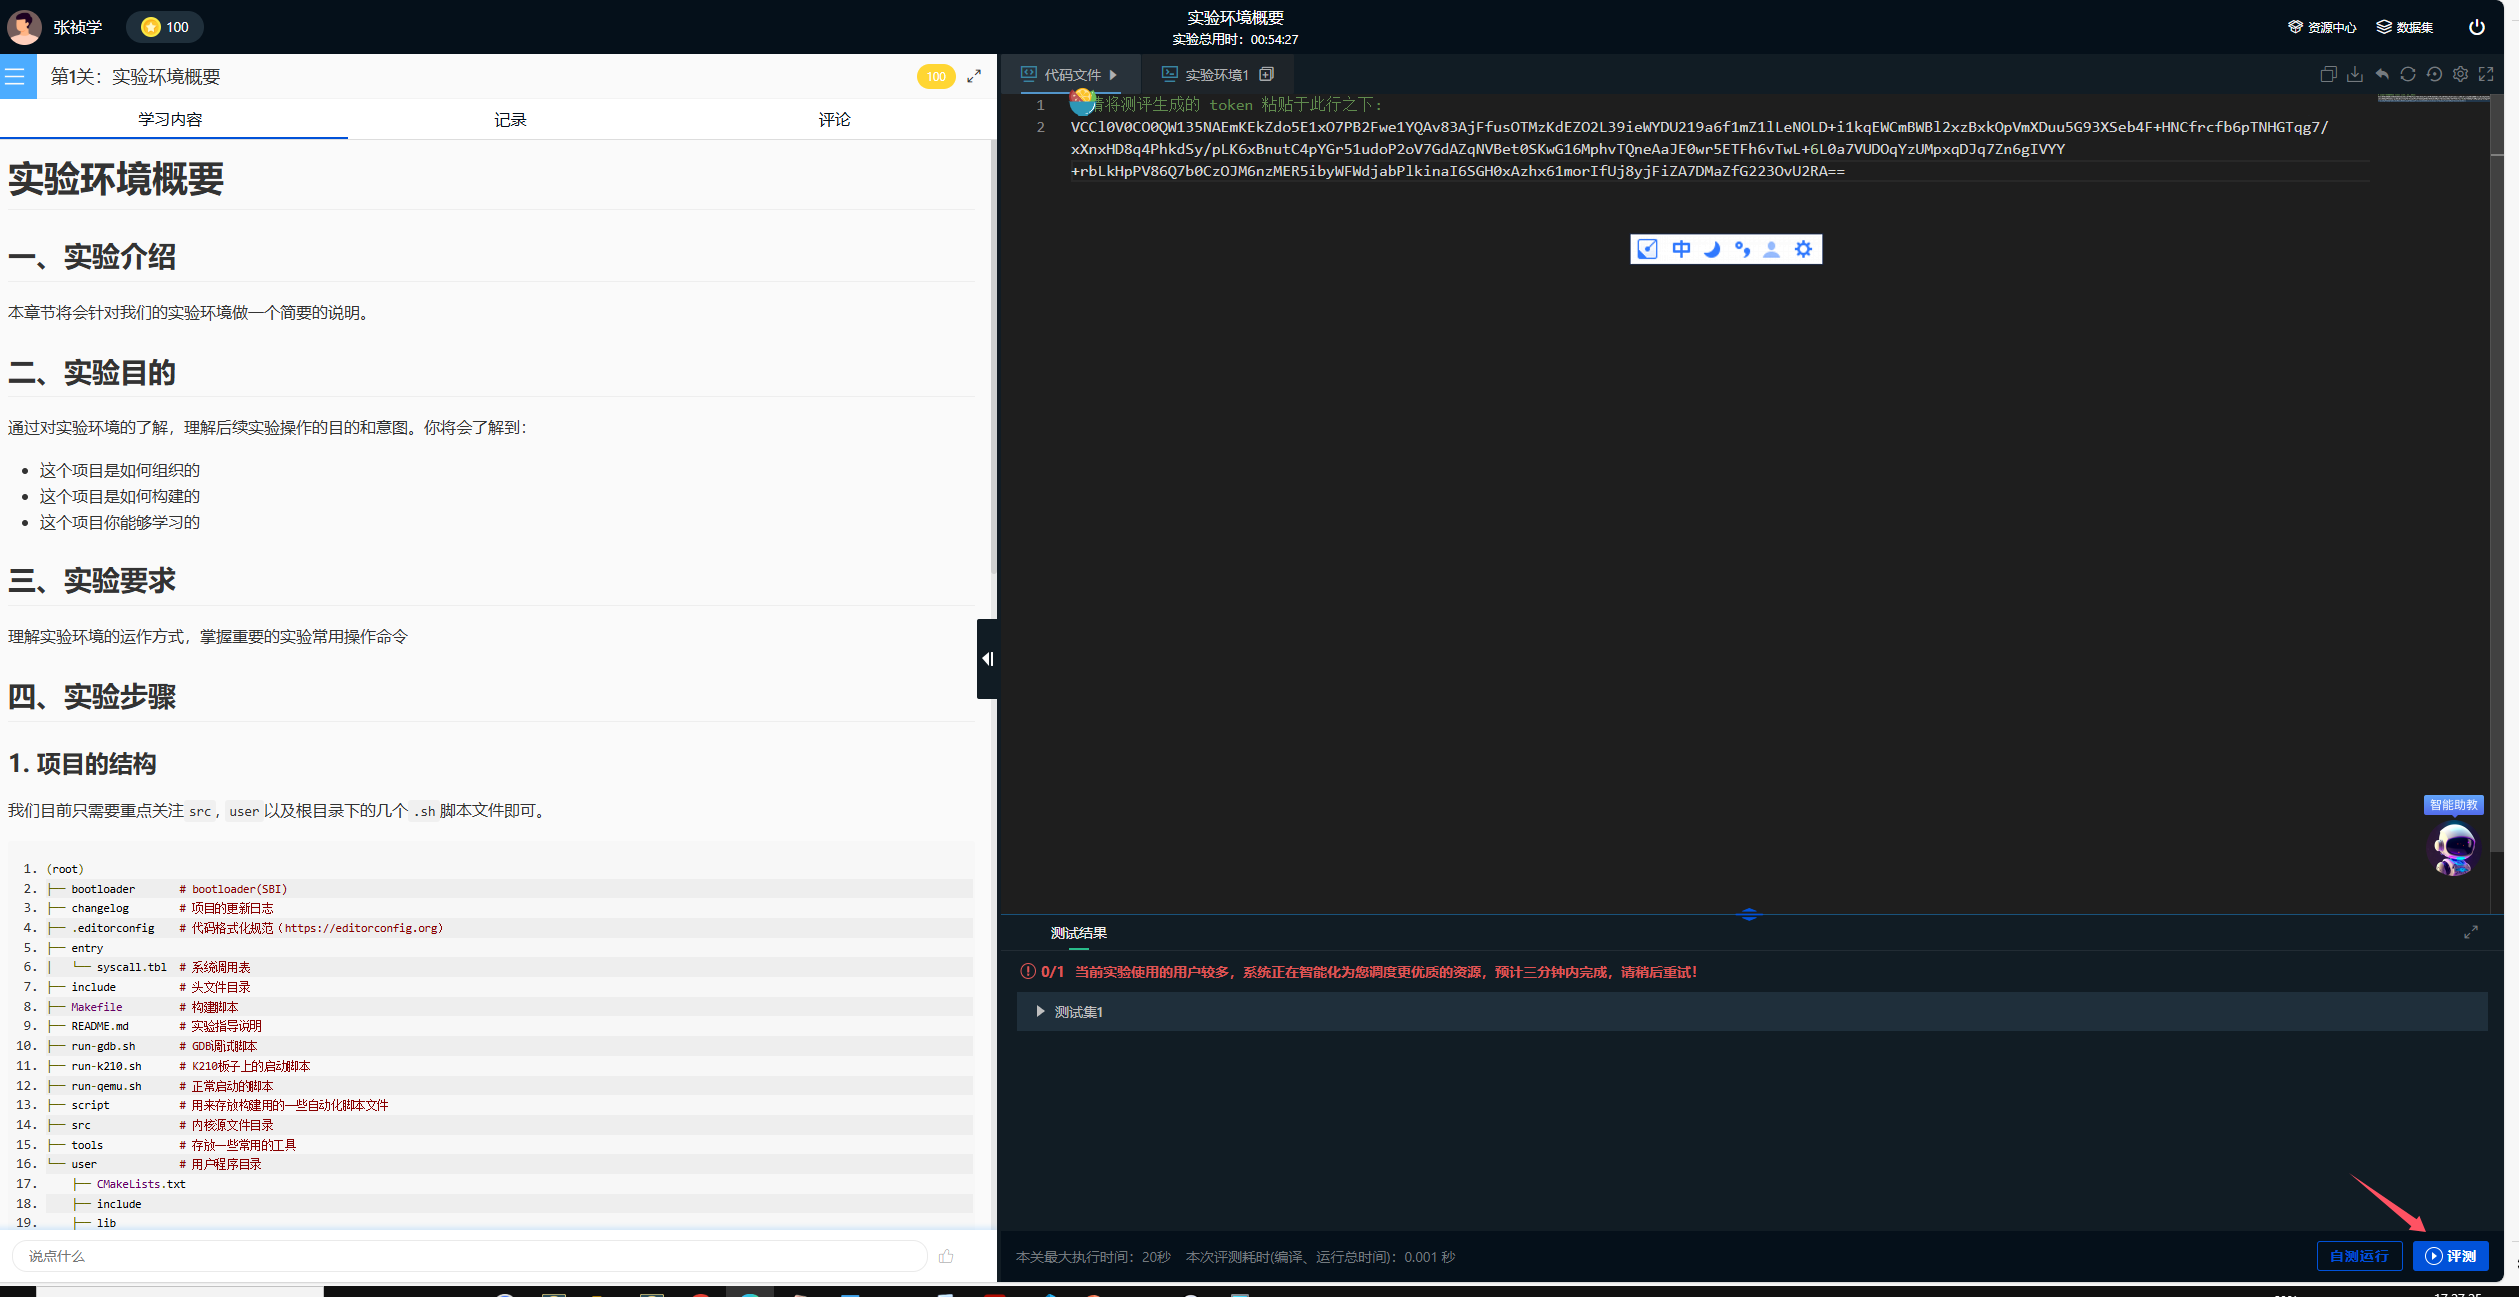 张祯学
100
实验环境概要
实验总用时：00:54:27
资源中心
数据集
第1关：实验环境概要
100
学习内容
记录
评论
实验环境概要
一、实验介绍
本章节将会针对我们的实验环境做一个简要的说明。
二、实验目的
通过对实验环境的了解，理解后续实验操作的目的和意图。你将会了解到：
这个项目是如何组织的
这个项目是如何构建的
这个项目你能够学习的
三、实验要求
理解实验环境的运作方式，掌握重要的实验常用操作命令
四、实验步骤
1. 项目的结构
我们目前只需要重点关注 src , user 以及根目录下的几个 .sh 脚本文件即可。
1. (root)
2. ├── bootloader # bootloader(SBI)
3. ├── changelog # 项目的更新日志
4. ├── .editorconfig # 代码格式化规范（https://editorconfig.org）
5. ├── entry
6. │ └── syscall.tbl # 系统调用表
7. ├── include # 头文件目录
8. ├── Makefile # 构建脚本
9. ├── README.md # 实验指导说明
10. ├── run-gdb.sh # GDB调试脚本
11. ├── run-k210.sh # K210板子上的启动脚本
12. ├── run-qemu.sh # 正常启动的脚本
13. ├── script # 用来存放构建用的一些自动化脚本文件
14. ├── src # 内核源文件目录
15. ├── tools # 存放一些常用的工具
16. └── user # 用户程序目录
17. ├── CMakeLists.txt
18. ├── include
19. ├── lib
说点什么
代码文件
实验环境1
1 请将测评生成的 token 粘贴于此行之下：
2 VCCl0V0CO0QW135NAEmKEkZdo5E1xO7PB2Fwe1YQAv83AjFfusOTMzKdEZO2L39ieWYDU219a6f1mZ1lLeNOLD+i1kqEWCmBWBl2xzBxkOpVmXDuu5G93XSeb4F+HNCfrcfb6pTNHGTqg7/
xXnxHD8q4PhkdSy/pLK6xBnutC4pYGr51udoP2oV7GdAZqNVBet0SKwG16MphvTQneAaJE0wr5ETFh6vTwL+6L0a7VUDOqYzUMpxqDJq7Zn6gIVYY
+rbLkHpPV86Q7b0CzOJM6nzMER5ibyWFWdjabPlkinaI6SGH0xAzhx61morIfUj8yjFiZA7DMaZfG223OvU2RA==
中
智能助教
测试结果
0/1 当前实验使用的用户较多，系统正在智能化为您调度更优质的资源，预计三分钟内完成，请稍后重试！
测试集1
本关最大执行时间：20秒 本次评测耗时(编译、运行总时间)：0.001 秒
自测运行
评测